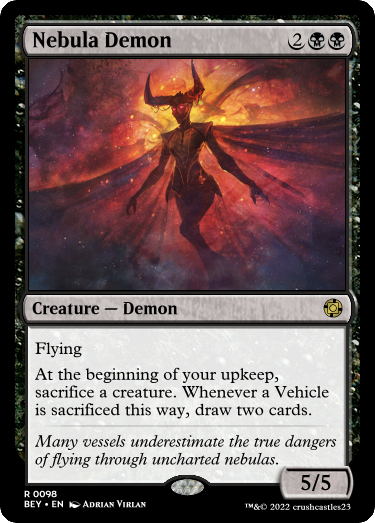 Nebula Demon 2
Creature — Demon
Flying
At the beginning of your upkeep,
sacrifice a creature. Whenever a Vehicle
is sacrificed this way, draw two cards.
Many vessels underestimate the true dangers
of flying through uncharted nebulas.
5/5
R 0098
BEY • EN Adrian Virlan
™&© 2022 crushcastles23